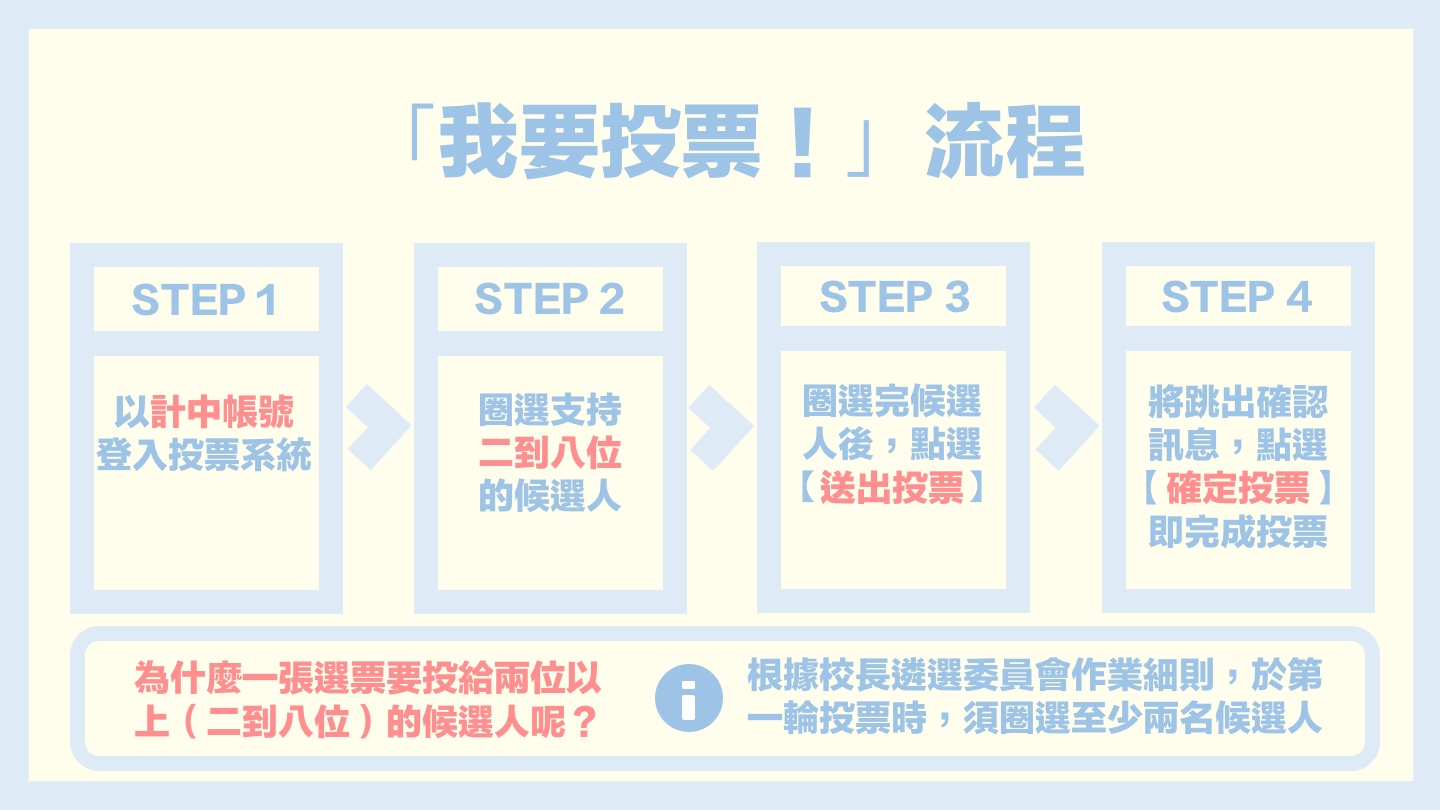 「我要投票！」流程
STEP 1
以計中帳號
登入投票系統
STEP 2
圈選支持
二到八位
的候選人
STEP 3
圈選完候選
人後，點選
【送出投票】
STEP 4
將跳出確認
訊息，點選
【確定投票】
即完成投票
為什麼一張選票要投給兩位以
上（二到八位）的候選人呢？
根據校長遴選委員會作業細則，於第
一輪投票時，須圈選至少兩名候選人